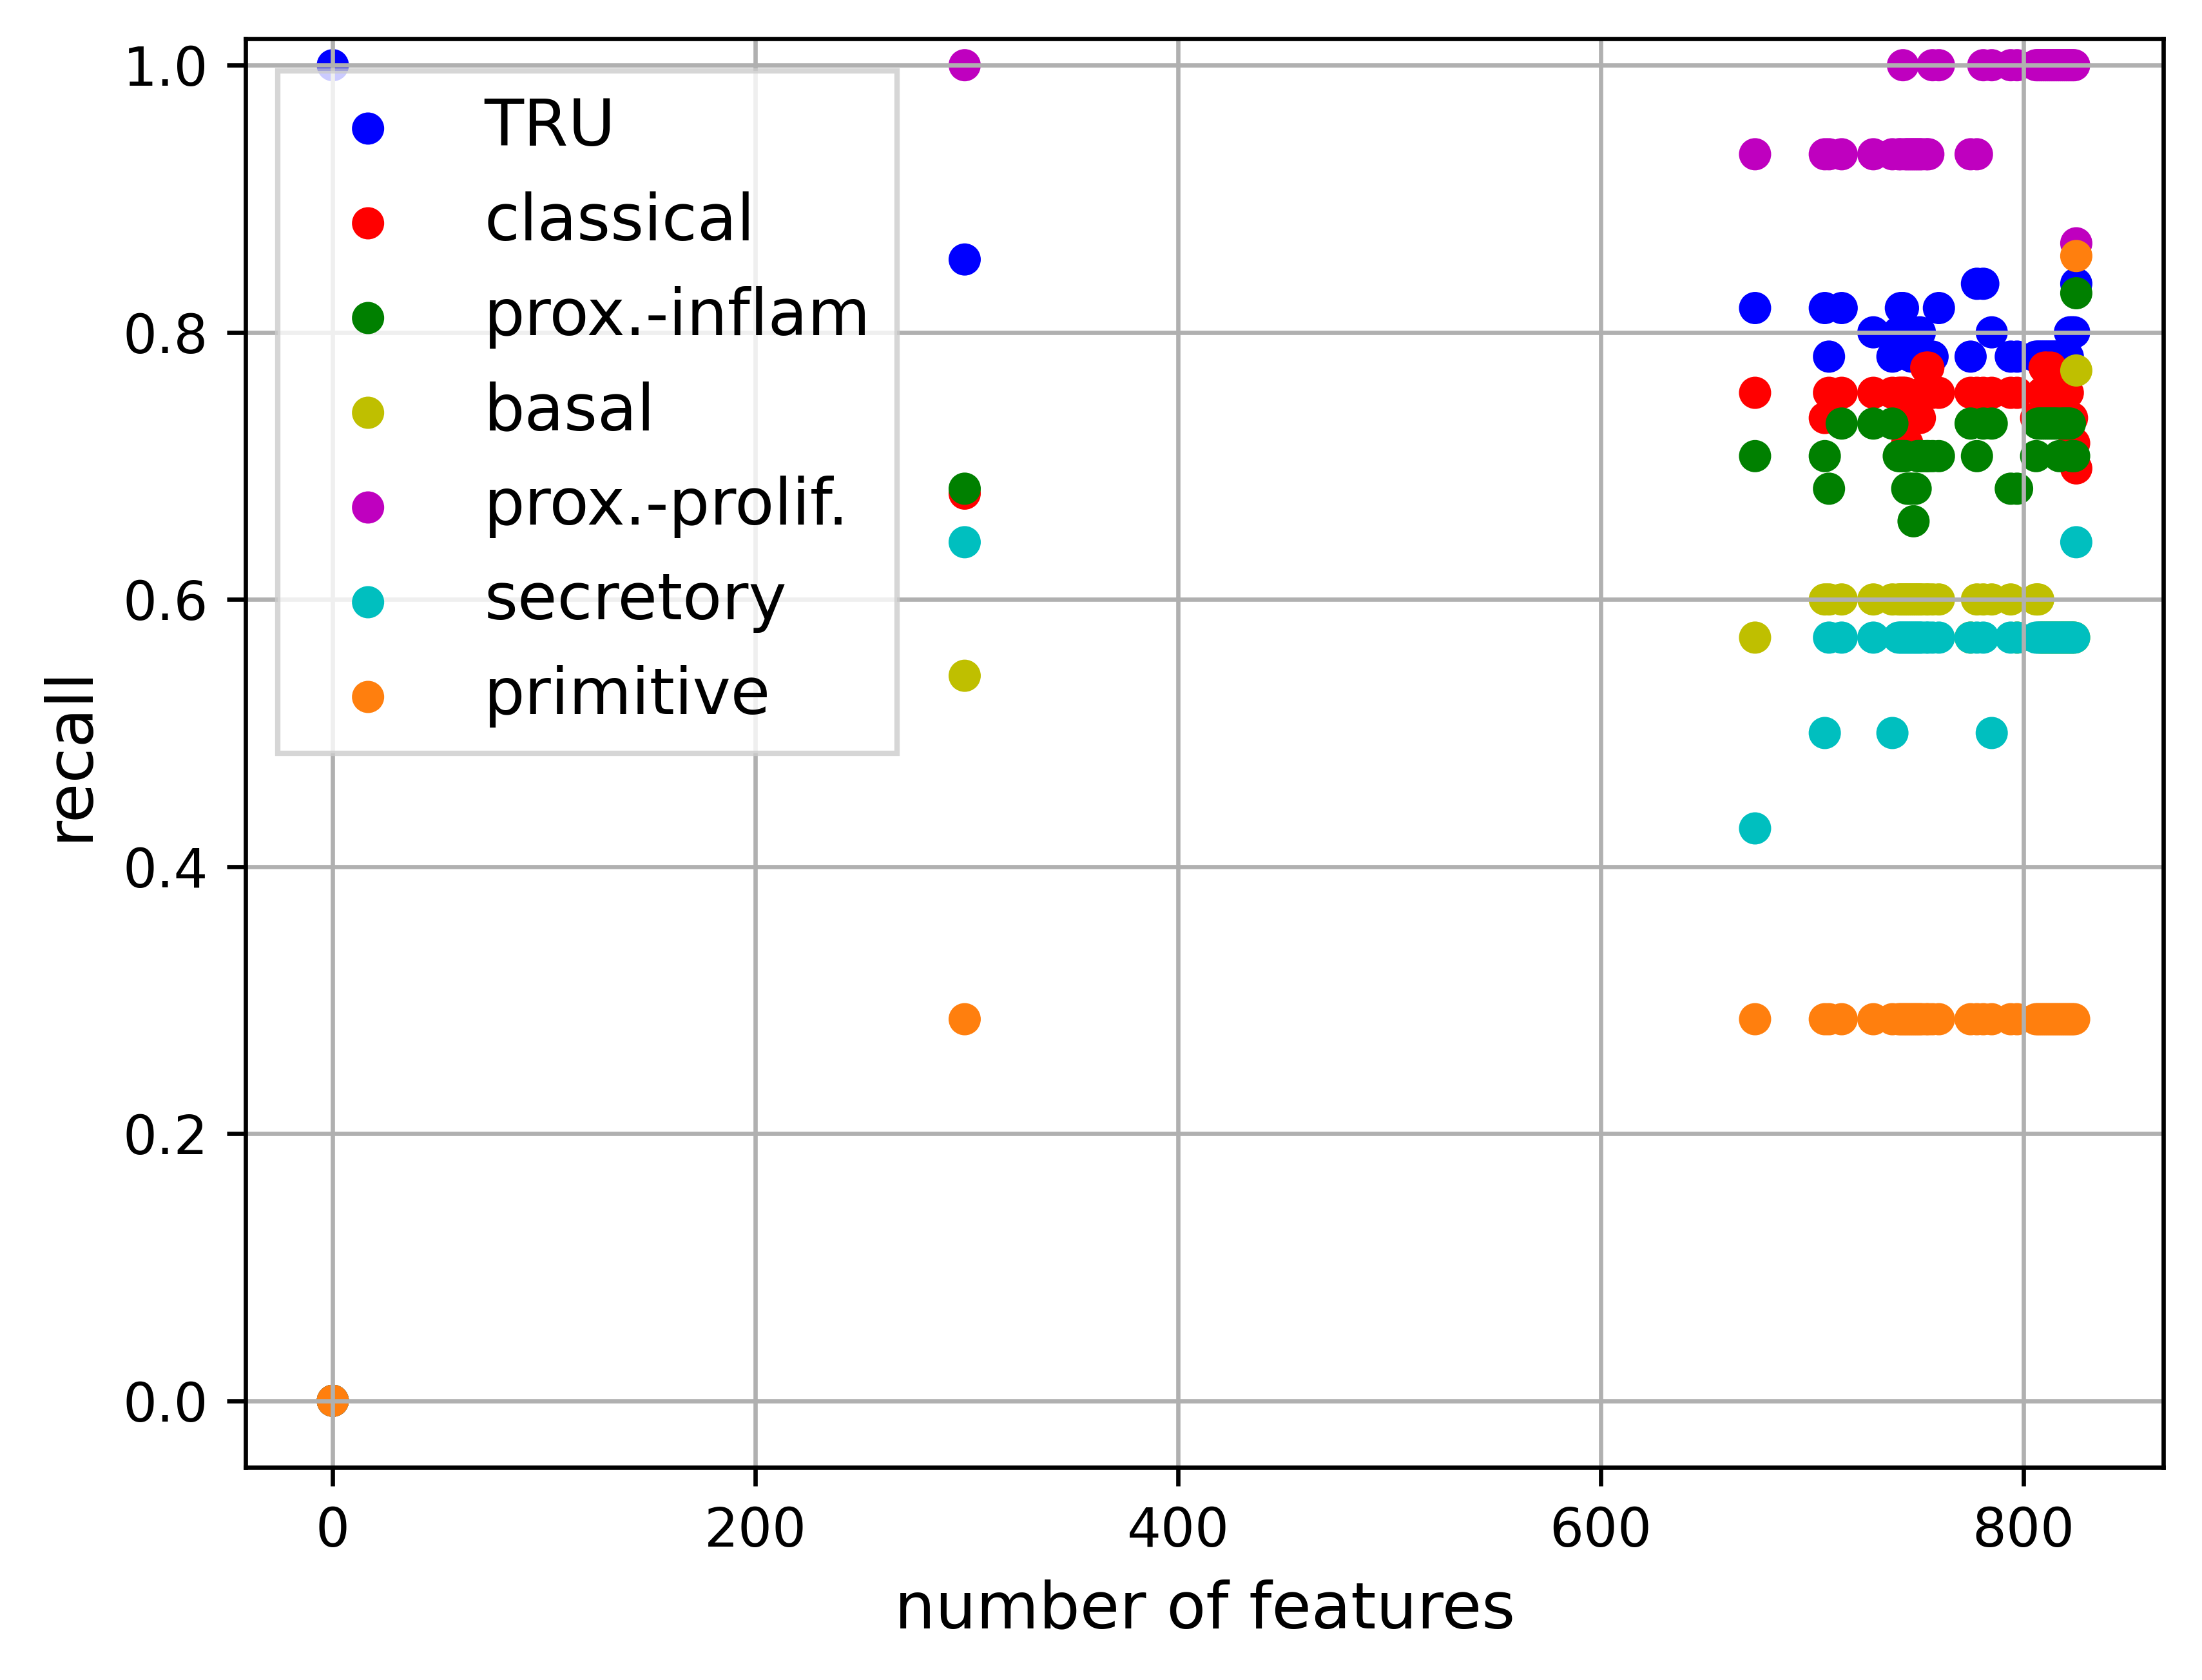 1.0
0.8
0.6
0.4
0.2
0.0
recall
TRU
classical
prox.-inflam
basal
prox.-prolif.
secretory
primitive
0 200 400 600 800
number of features